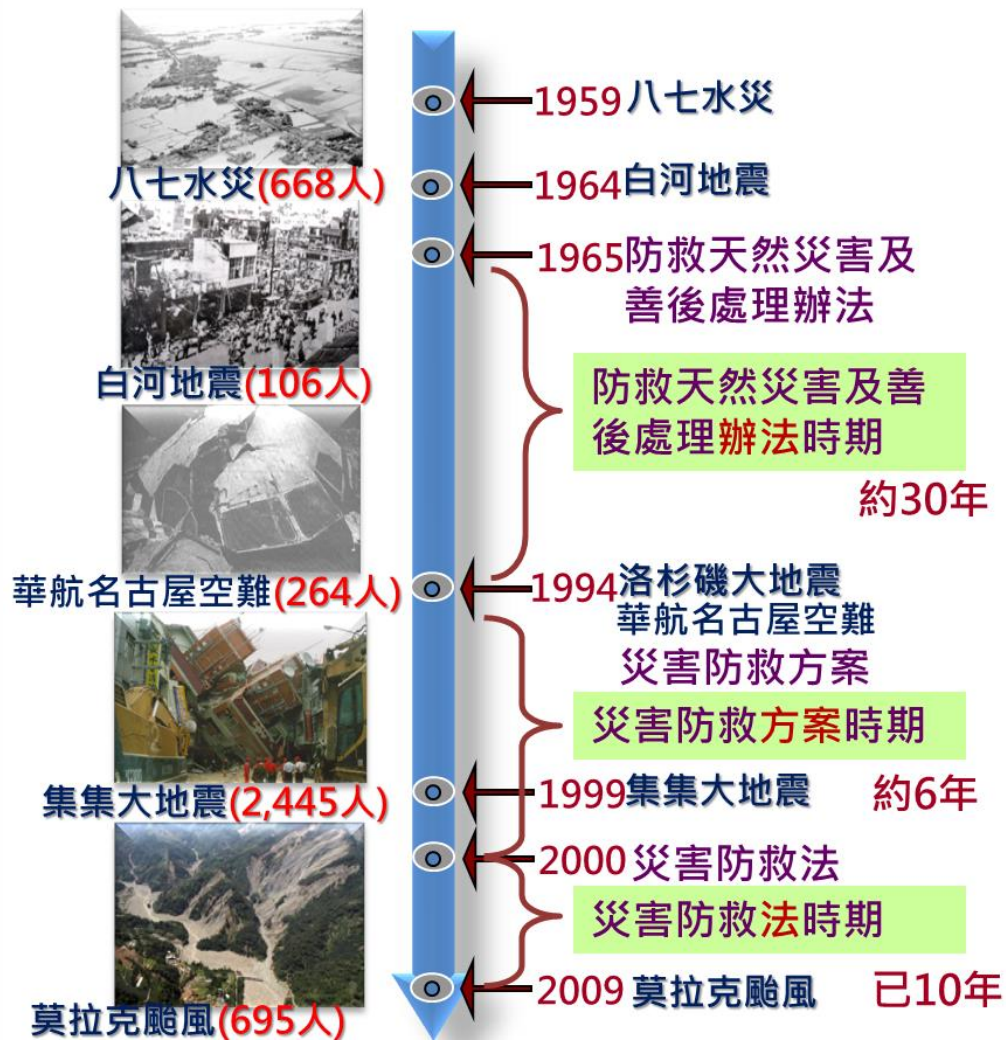 八七水災(668人)
白河地震(106人)
華航名古屋空難(264人)
集集大地震(2,445人)
莫拉克颱風(695人)
1959八七水災
1964白河地震
1965防救天然災害及
善後處理辦法
防救天然災害及善
後處理辦法時期
約30年
1994洛杉磯大地震
華航名古屋空難
災害防救方案
災害防救方案時期
1999集集大地震 約6年
2000災害防救法
災害防救法時期
2009莫拉克颱風 已10年